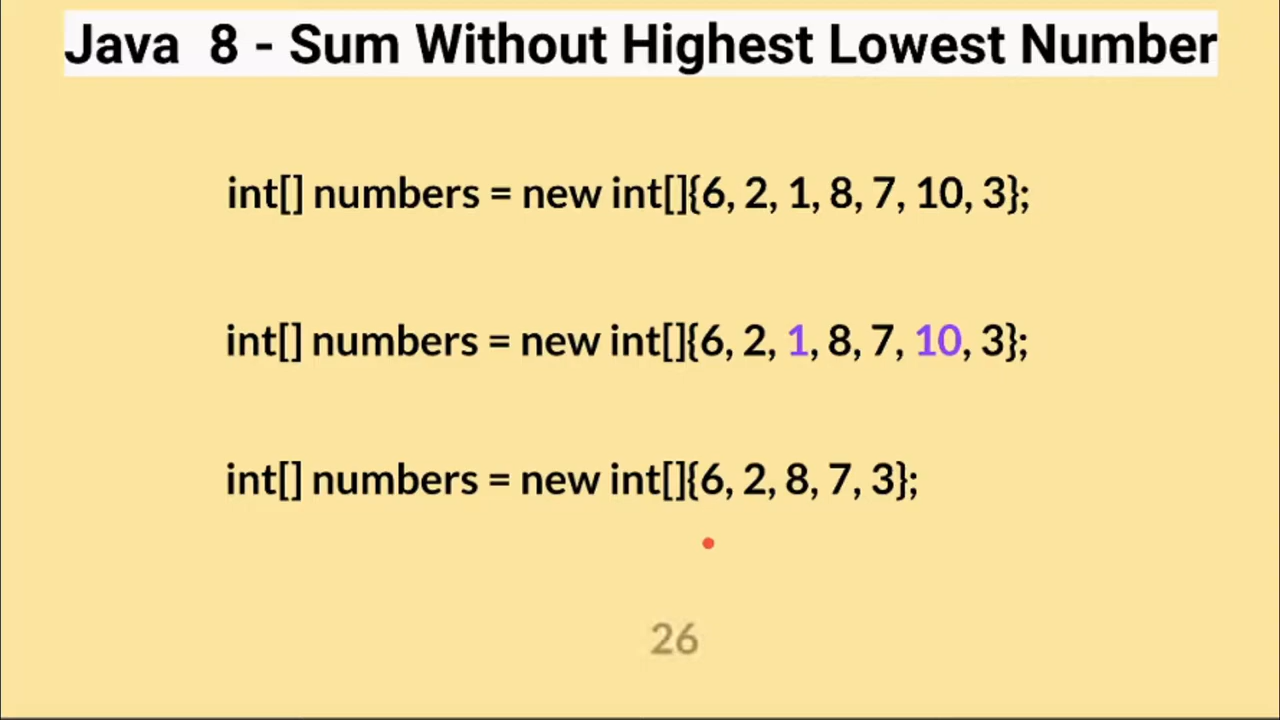 Java 8 - Sum Without Highest Lowest Number
int[] numbers = new int[]{6, 2, 1, 8, 7, 10, 3};
int[] numbers = new int[]{6, 2, 1, 8, 7, 10, 3};
int[] numbers = new int[]{6, 2, 8, 7, 3};
26